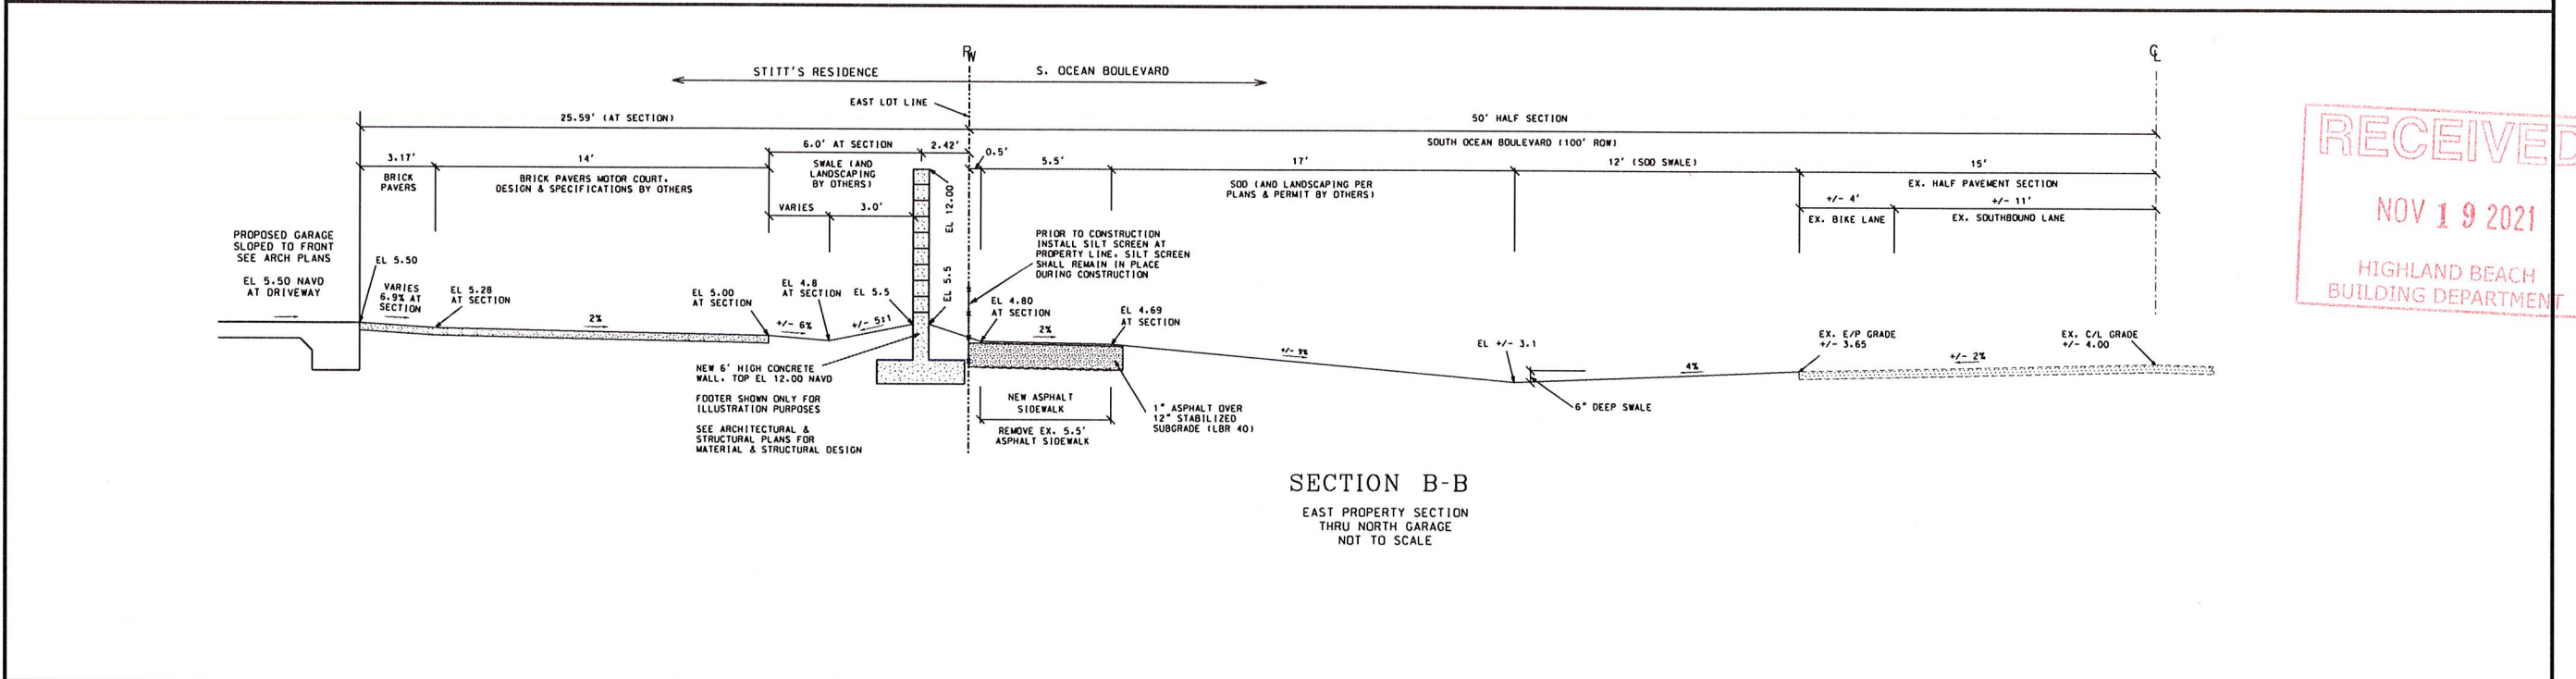 STITT'S RESIDENCE
R/W
S. OCEAN BOULEVARD
CL
EAST LOT LINE
25.59' (AT SECTION)
50' HALF SECTION
SOUTH OCEAN BOULEVARD (100' ROW)
3.17'
BRICK
PAVERS
14'
BRICK PAVERS MOTOR COURT.
DESIGN & SPECIFICATIONS BY OTHERS
6.0' AT SECTION
SWALE (AND
LANDSCAPING
BY OTHERS)
2.42'
0.5'
5.5'
17'
SOD (AND LANDSCAPING PER
PLANS & PERMIT BY OTHERS)
12' (SOD SWALE)
15'
EX. HALF PAVEMENT SECTION
+/- 4'
EX. BIKE LANE
+/- 11'
EX. SOUTHBOUND LANE
VARIES
3.0'
EL 12.00'
PROPOSED GARAGE
SLOPED TO FRONT
SEE ARCH PLANS
EL 5.50 NAVD
AT DRIVEWAY
EL 5.50
VARIES
6.9% AT
SECTION
EL 5.28
AT SECTION
2%
EL 5.00
AT SECTION
EL 4.8
AT SECTION
+/- 6%
EL 5.5
+/- 5:1
EL 5.5
PRIOR TO CONSTRUCTION
INSTALL SILT SCREEN AT
PROPERTY LINE. SILT SCREEN
SHALL REMAIN IN PLACE
DURING CONSTRUCTION
EL 4.80
AT SECTION
2%
EL 4.69
AT SECTION
+/- 9%
EL +/- 3.1
4%
EX. E/P GRADE
+/- 3.65
+/- 2%
EX. C/L GRADE
+/- 4.00
6" DEEP SWALE
NEW 6' HIGH CONCRETE
WALL. TOP EL 12.00 NAVD
FOOTER SHOWN ONLY FOR
ILLUSTRATION PURPOSES
SEE ARCHITECTURAL &
STRUCTURAL PLANS FOR
MATERIAL & STRUCTURAL DESIGN
NEW ASPHALT
SIDEWALK
REMOVE EX. 5.5'
ASPHALT SIDEWALK
1" ASPHALT OVER
12" STABILIZED
SUBGRADE (LBR 40)
SECTION B-B
EAST PROPERTY SECTION
THRU NORTH GARAGE
NOT TO SCALE
RECEIVED
NOV 19 2021
HIGHLAND BEACH
BUILDING DEPARTMENT